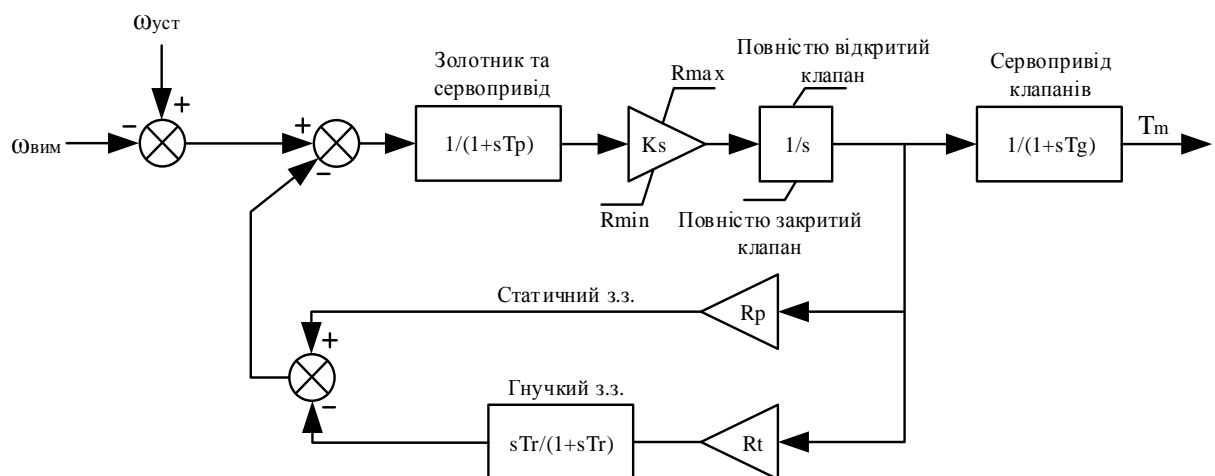 ωуст
Золотник та
сервопривід
Повністю відкритий
клапан
Сервопривід
клапанів
Rmax
+
−
ωвим
+
−
1/(1+sTp)
Ks
1/s
1/(1+sTg)
Tm
Rmin
Повністю закритий
клапан
Статичний з.з.
Rp
+
−
Гнучкий з.з.
sTr/(1+sTr)
Rt